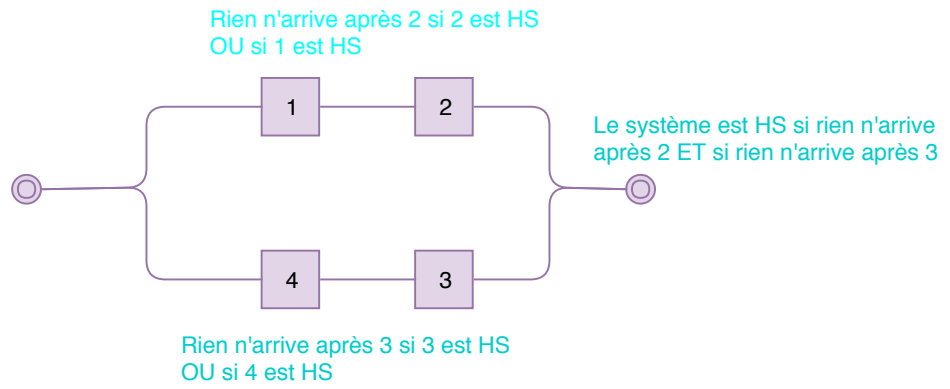 Rien n'arrive après 2 si 2 est HS
OU si 1 est HS
1
2
Le système est HS si rien n'arrive
après 2 ET si rien n'arrive après 3
4
3
Rien n'arrive après 3 si 3 est HS
OU si 4 est HS